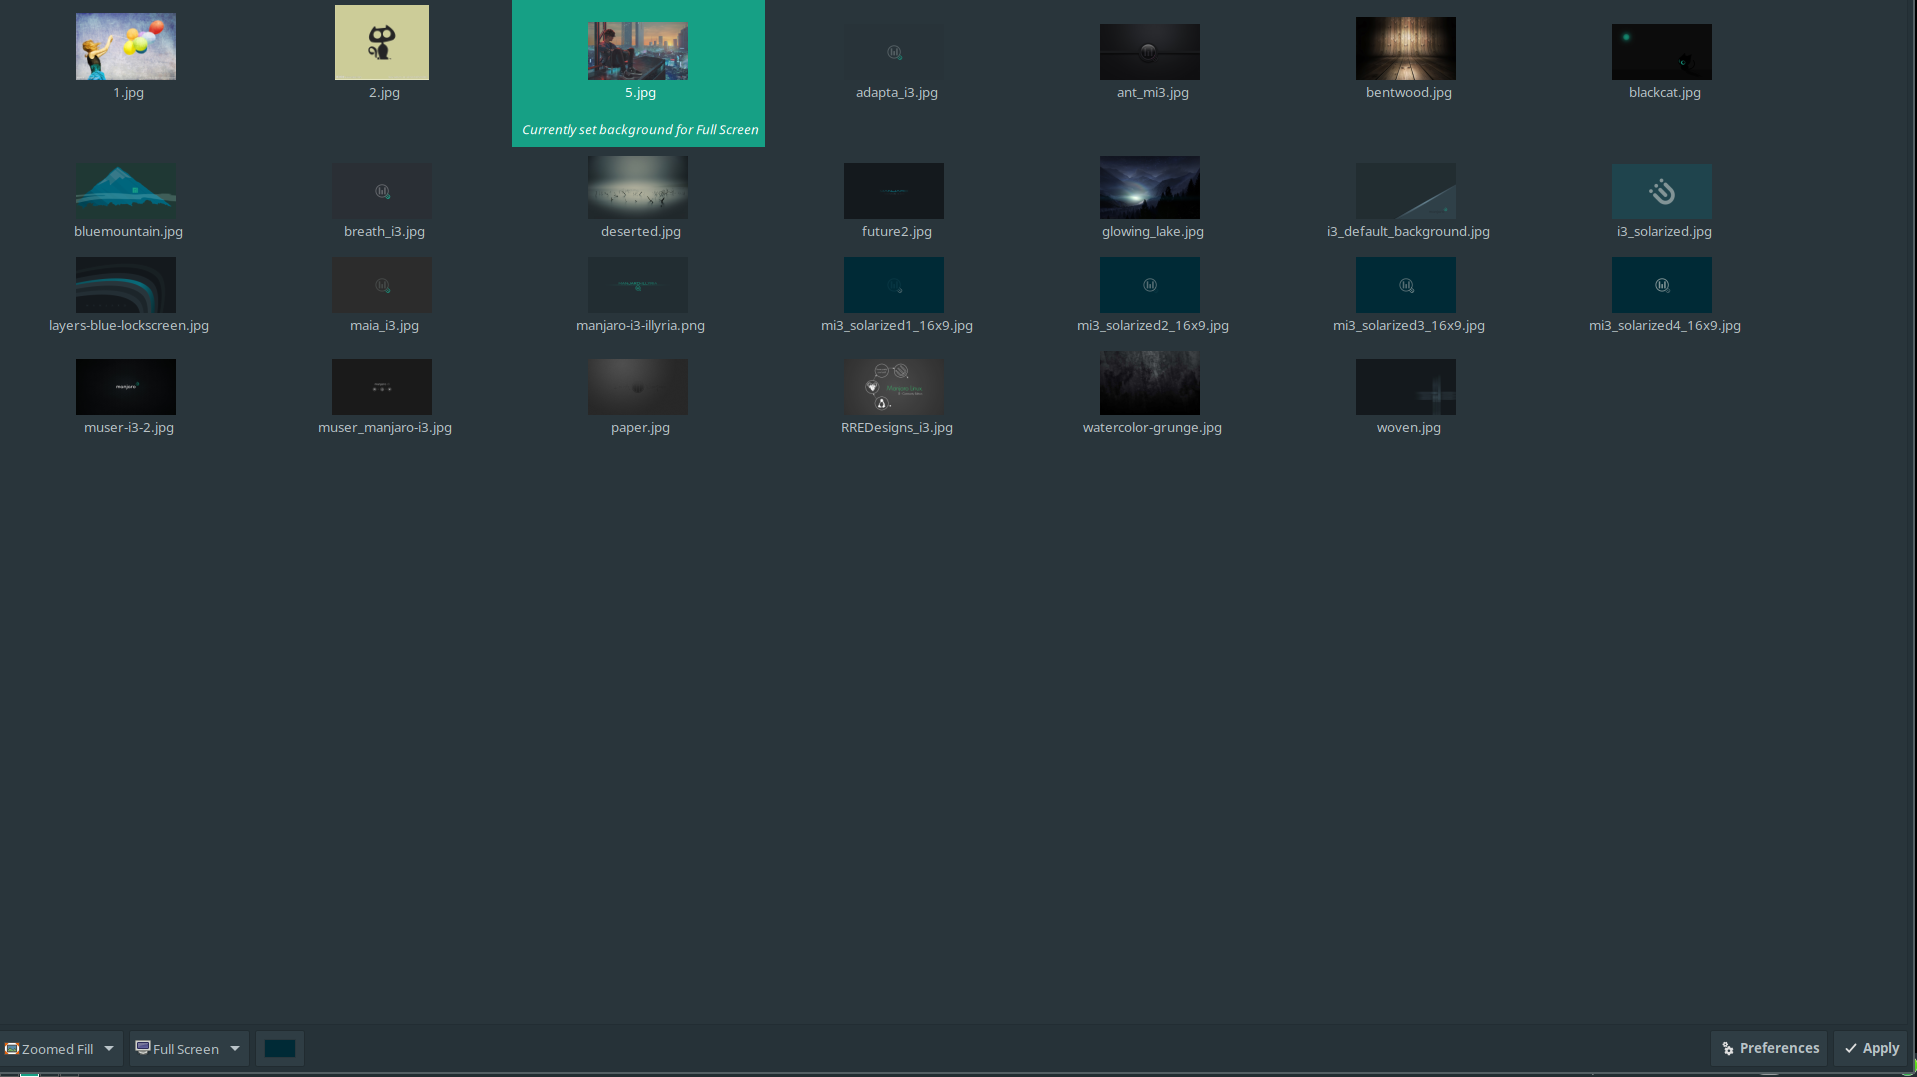 1.jpg
2.jpg
5.jpg
adapta_i3.jpg
ant_mi3.jpg
bentwood.jpg
blackcat.jpg
Currently set background for Full Screen
bluemountain.jpg
breath_i3.jpg
deserted.jpg
future2.jpg
glowing_lake.jpg
i3_default_background.jpg
i3_solarized.jpg
layers-blue-lockscreen.jpg
maia_i3.jpg
manjaro-i3-illyria.png
mi3_solarized1_16x9.jpg
mi3_solarized2_16x9.jpg
mi3_solarized3_16x9.jpg
mi3_solarized4_16x9.jpg
manjaro
Manjaro Linux
muser-i3-2.jpg
muser_manjaro-i3.jpg
paper.jpg
RREDesigns_i3.jpg
watercolor-grunge.jpg
woven.jpg
Zoomed Fill
Full Screen
Preferences
Apply